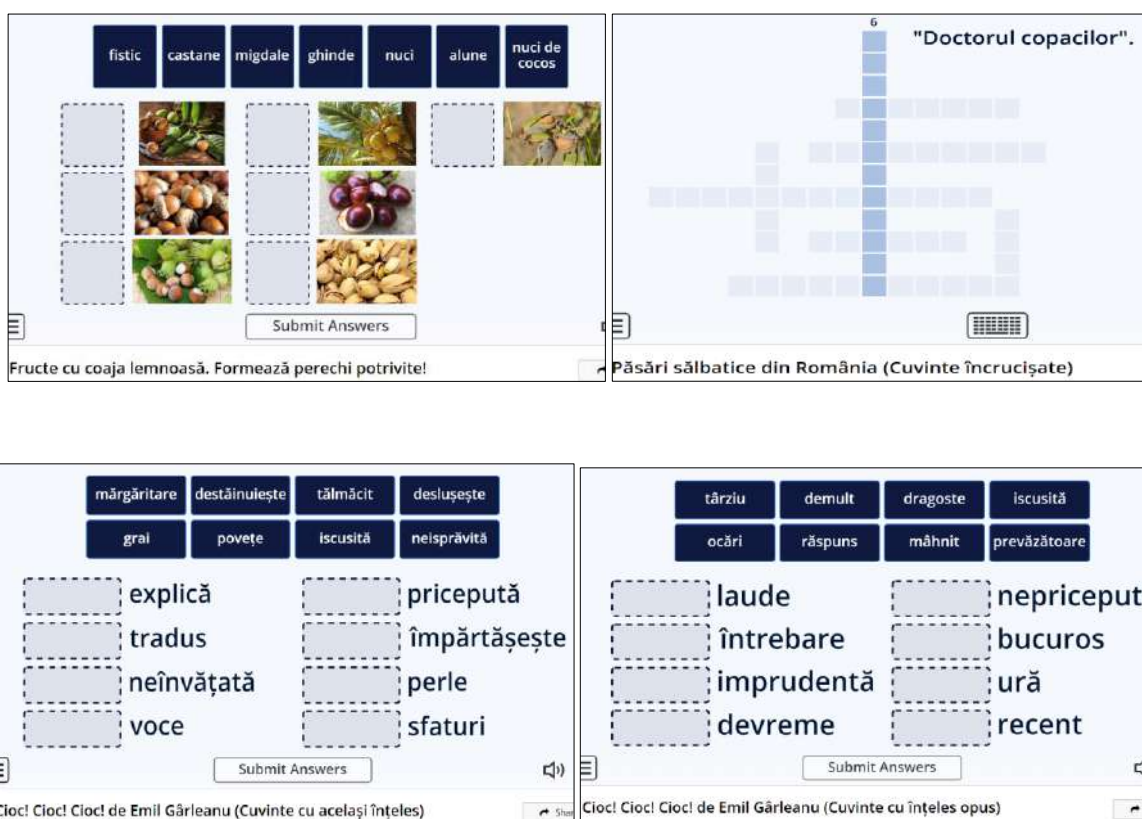 fistic castane migdale ghinde nuci alune nuci de cocos
Submit Answers
Fructe cu coaja lemnoasă. Formează perechi potrivite!
6
"Doctorul copacilor".
Păsări sălbatice din România (Cuvinte încrucișate)
mărgăritare destăinuiește tălmăcit deslușește
grai povețe iscusită neisprăvită
explică pricepută
tradus împărtășește
neînvățată perle
voce sfaturi
Submit Answers
Cioc! Cioc! Cioc! de Emil Gârleanu (Cuvinte cu același înțeles)
târziu demult dragoste iscusită
ocări răspuns mâhnit prevăzătoare
laude nepriceput
întrebare bucuros
imprudentă ură
devreme recent
Submit Answers
Cioc! Cioc! Cioc! de Emil Gârleanu (Cuvinte cu înțeles opus)